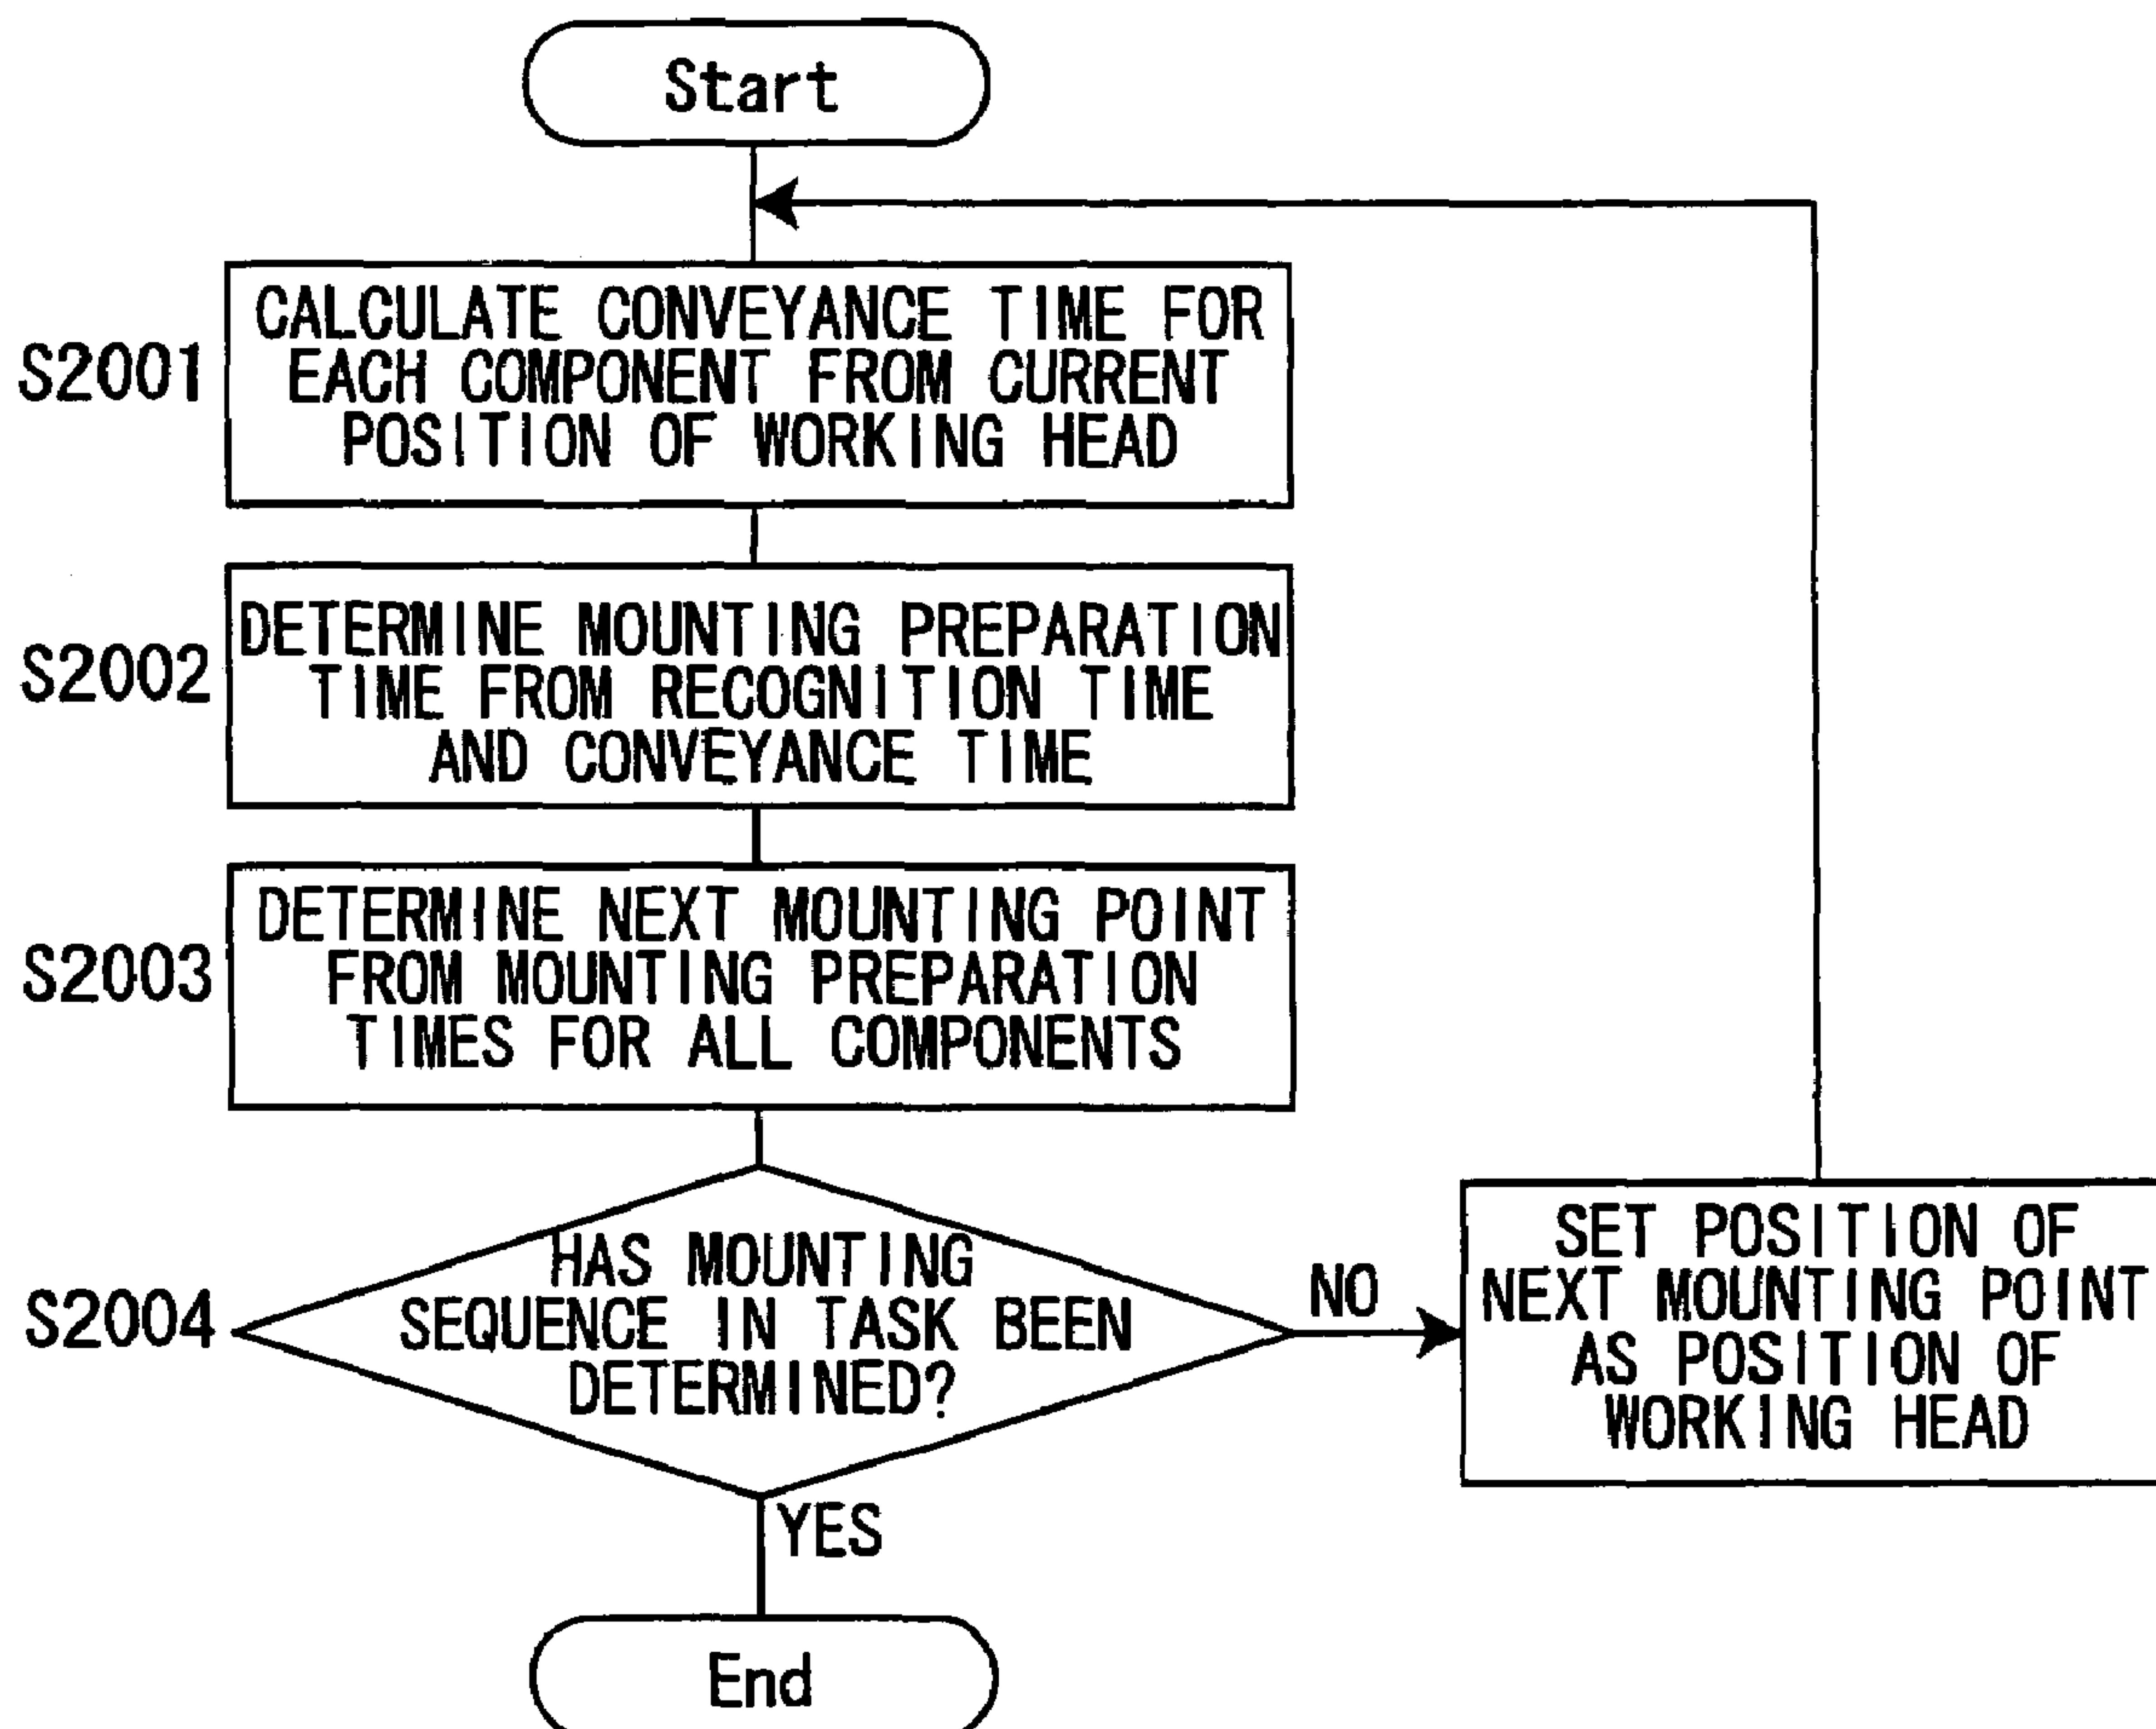 Start
S2001
CALCULATE CONVEYANCE TIME FOR
EACH COMPONENT FROM CURRENT
POSITION OF WORKING HEAD
S2002
DETERMINE MOUNTING PREPARATION
TIME FROM RECOGNITION TIME
AND CONVEYANCE TIME
S2003
DETERMINE NEXT MOUNTING POINT
FROM MOUNTING PREPARATION
TIMES FOR ALL COMPONENTS
S2004
HAS MOUNTING
SEQUENCE IN TASK BEEN
DETERMINED?
NO
SET POSITION OF
NEXT MOUNTING POINT
AS POSITION OF
WORKING HEAD
YES
End